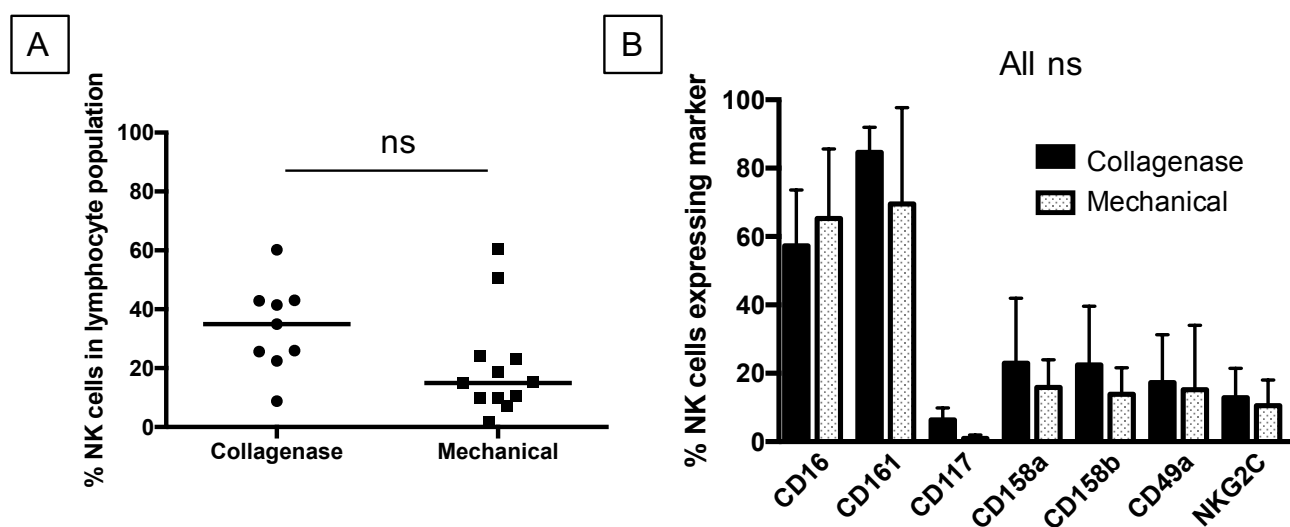 A
% NK cells in lymphocyte population
100
80
60
40
20
0
ns
Collagenase
Mechanical
B
All ns
% NK cells expressing marker
100
80
60
40
20
0
Collagenase
Mechanical
CD16
CD161
CD117
CD158a
CD158b
CD49a
NKG2C